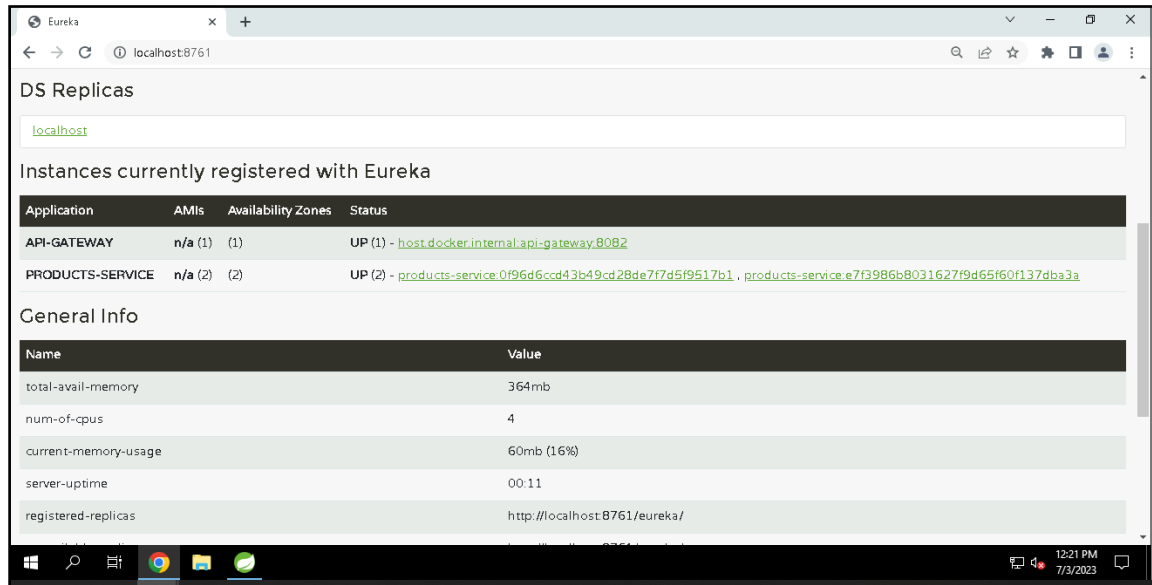 Eureka
localhost:8761
DS Replicas
localhost
Instances currently registered with Eureka
Application AMIs Availability Zones Status
API-GATEWAY n/a (1) (1) UP (1) - host.docker.internal:api-gateway:8082
PRODUCTS-SERVICE n/a (2) (2) UP (2) - products-service:0f96d6ccd43b49cd28de7f7d5f9517b1 , products-service:e7f3986b8031627f9d65f60f137dba3a
General Info
Name Value
total-avail-memory 364mb
num-of-cpus 4
current-memory-usage 60mb (16%)
server-uptime 00:11
registered-replicas http://localhost:8761/eureka/
12:21 PM
7/3/2023